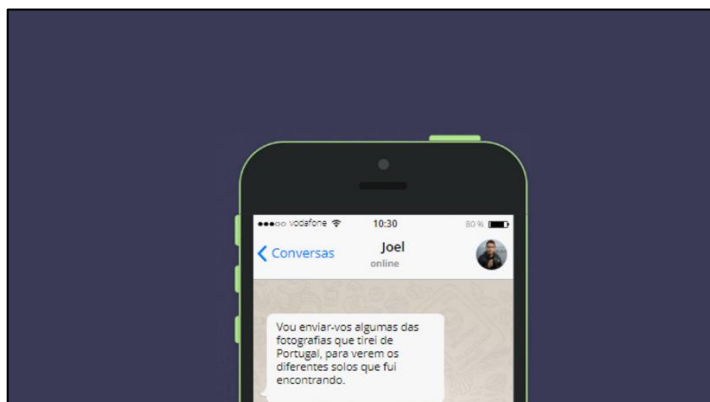 vodafone 10:30 80 %
Conversas Joel
online
Vou enviar-vos algumas das
fotografias que tirei de
Portugal, para verem os
diferentes solos que fui
encontrando.